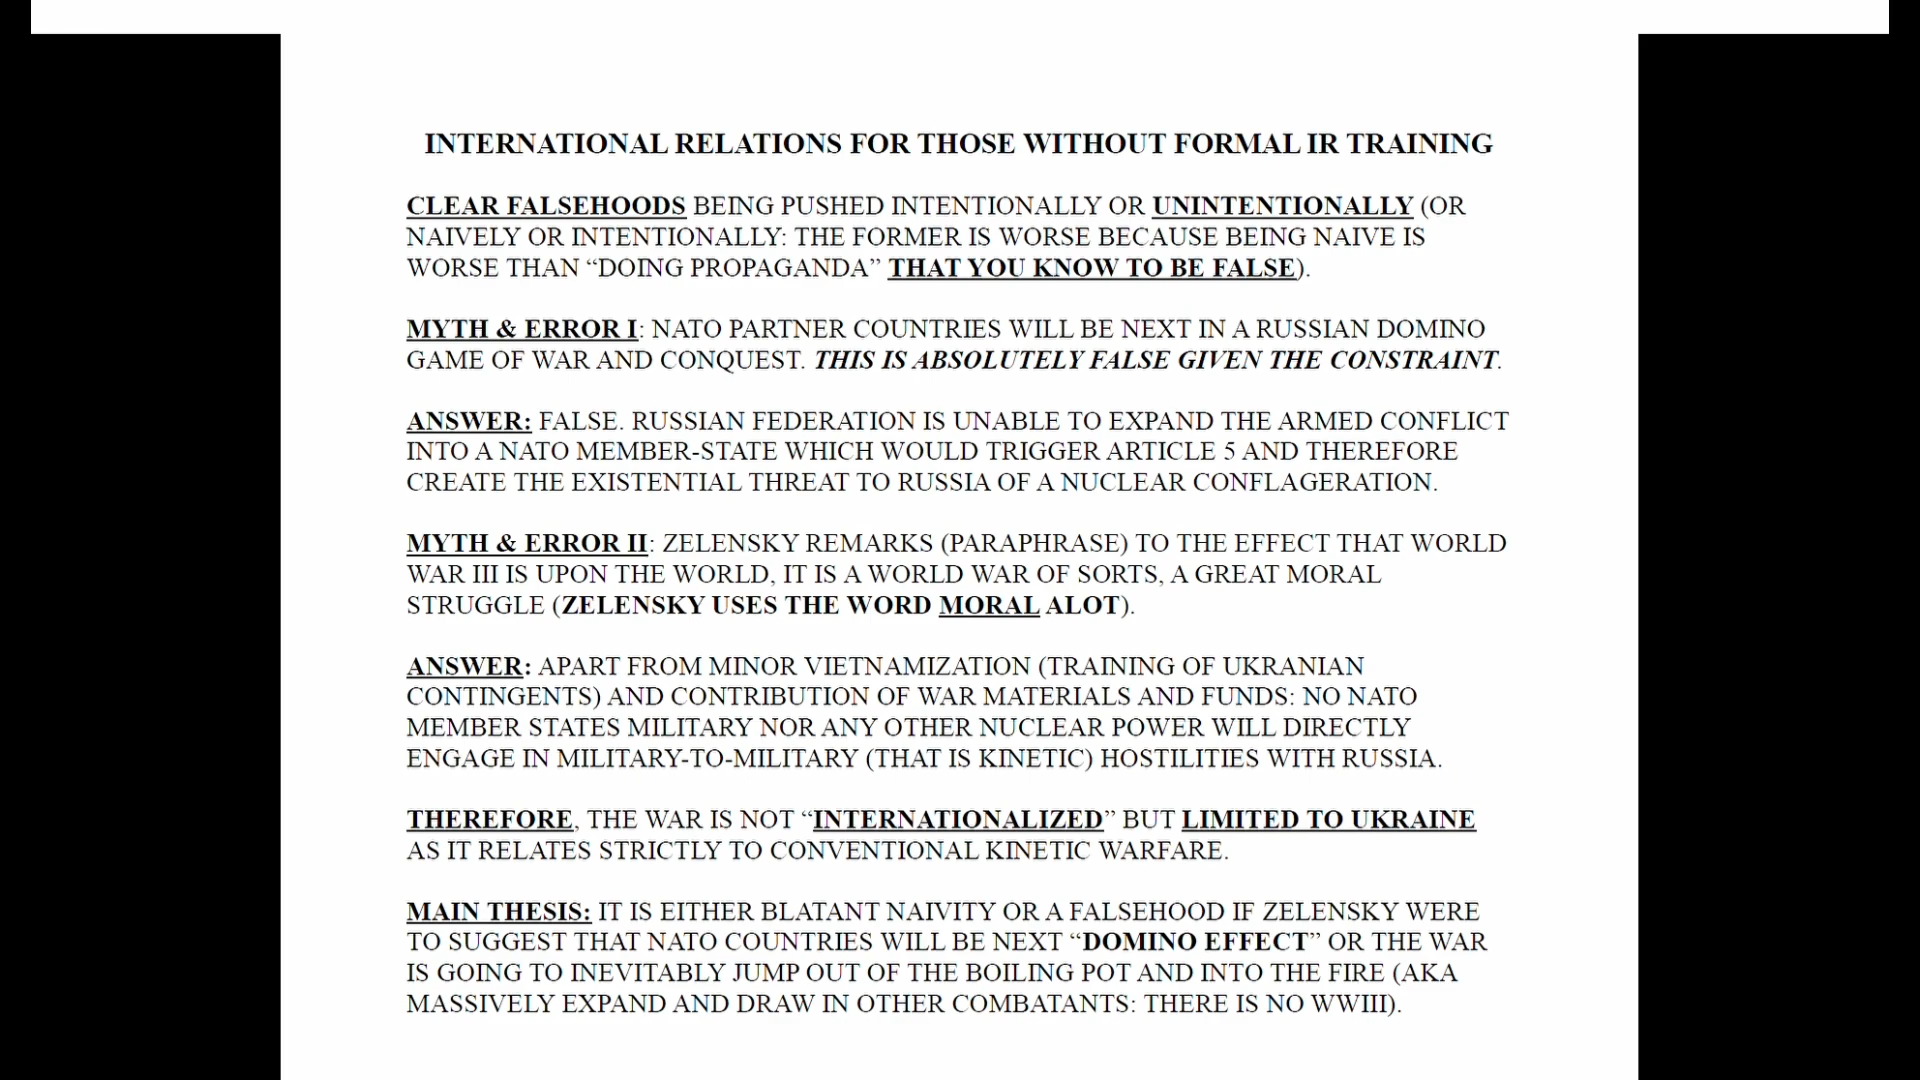 INTERNATIONAL RELATIONS FOR THOSE WITHOUT FORMAL IR TRAINING
CLEAR FALSEHOODS BEING PUSHED INTENTIONALLY OR UNINTENTIONALLY (OR
NAIVELY OR INTENTIONALLY: THE FORMER IS WORSE BECAUSE BEING NAIVE IS
WORSE THAN “DOING PROPAGANDA” THAT YOU KNOW TO BE FALSE).
MYTH & ERROR I: NATO PARTNER COUNTRIES WILL BE NEXT IN A RUSSIAN DOMINO
GAME OF WAR AND CONQUEST. THIS IS ABSOLUTELY FALSE GIVEN THE CONSTRAINT.
ANSWER: FALSE. RUSSIAN FEDERATION IS UNABLE TO EXPAND THE ARMED CONFLICT
INTO A NATO MEMBER-STATE WHICH WOULD TRIGGER ARTICLE 5 AND THEREFORE
CREATE THE EXISTENTIAL THREAT TO RUSSIA OF A NUCLEAR CONFLAGERATION.
MYTH & ERROR II: ZELENSKY REMARKS (PARAPHRASE) TO THE EFFECT THAT WORLD
WAR III IS UPON THE WORLD, IT IS A WORLD WAR OF SORTS, A GREAT MORAL
STRUGGLE (ZELENSKY USES THE WORD MORAL ALOT).
ANSWER: APART FROM MINOR VIETNAMIZATION (TRAINING OF UKRANIAN
CONTINGENTS) AND CONTRIBUTION OF WAR MATERIALS AND FUNDS: NO NATO
MEMBER STATES MILITARY NOR ANY OTHER NUCLEAR POWER WILL DIRECTLY
ENGAGE IN MILITARY-TO-MILITARY (THAT IS KINETIC) HOSTILITIES WITH RUSSIA.
THEREFORE, THE WAR IS NOT “INTERNATIONALIZED” BUT LIMITED TO UKRAINE
AS IT RELATES STRICTLY TO CONVENTIONAL KINETIC WARFARE.
MAIN THESIS: IT IS EITHER BLATANT NAIVITY OR A FALSEHOOD IF ZELENSKY WERE
TO SUGGEST THAT NATO COUNTRIES WILL BE NEXT “DOMINO EFFECT” OR THE WAR
IS GOING TO INEVITABLY JUMP OUT OF THE BOILING POT AND INTO THE FIRE (AKA
MASSIVELY EXPAND AND DRAW IN OTHER COMBATANTS: THERE IS NO WWIII).